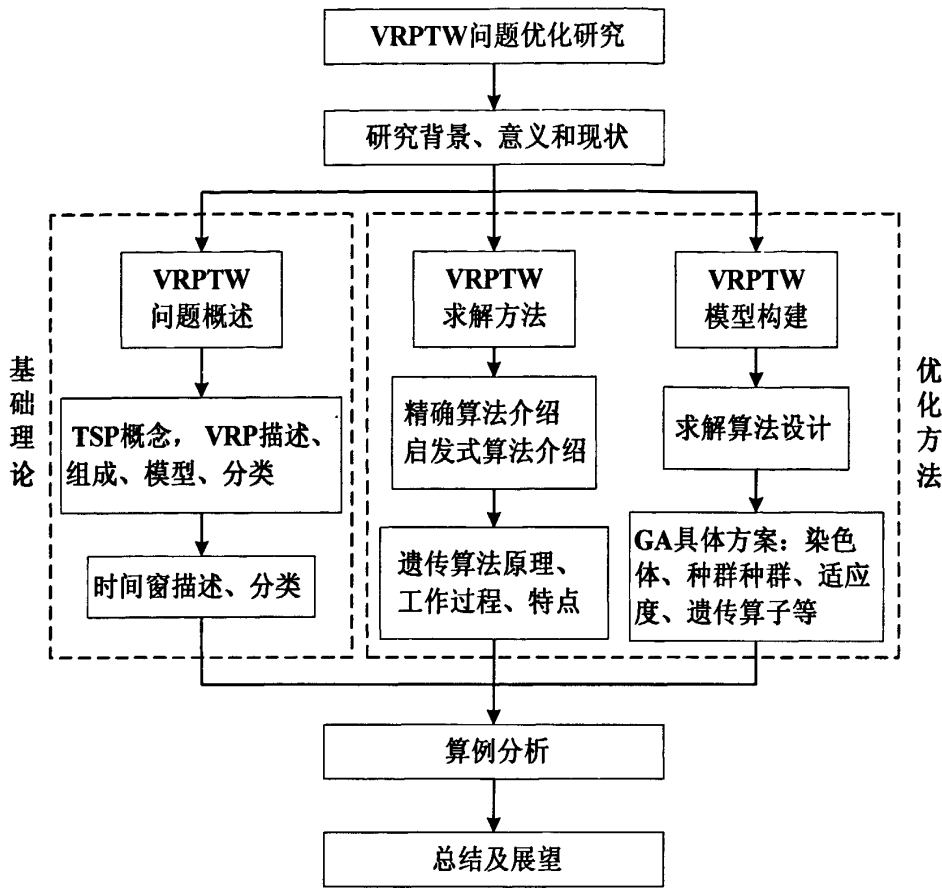 VRPTW问题优化研究
研究背景、意义和现状
基础理论
VRPTW
问题概述
TSP概念，VRP描述、
组成、模型、分类
时间窗描述、分类
VRPTW
求解方法
精确算法介绍
启发式算法介绍
遗传算法原理、
工作过程、特点
VRPTW
模型构建
求解算法设计
GA具体方案：染色
体、种群种群、适应
度、遗传算子等
优化方法
算例分析
总结及展望